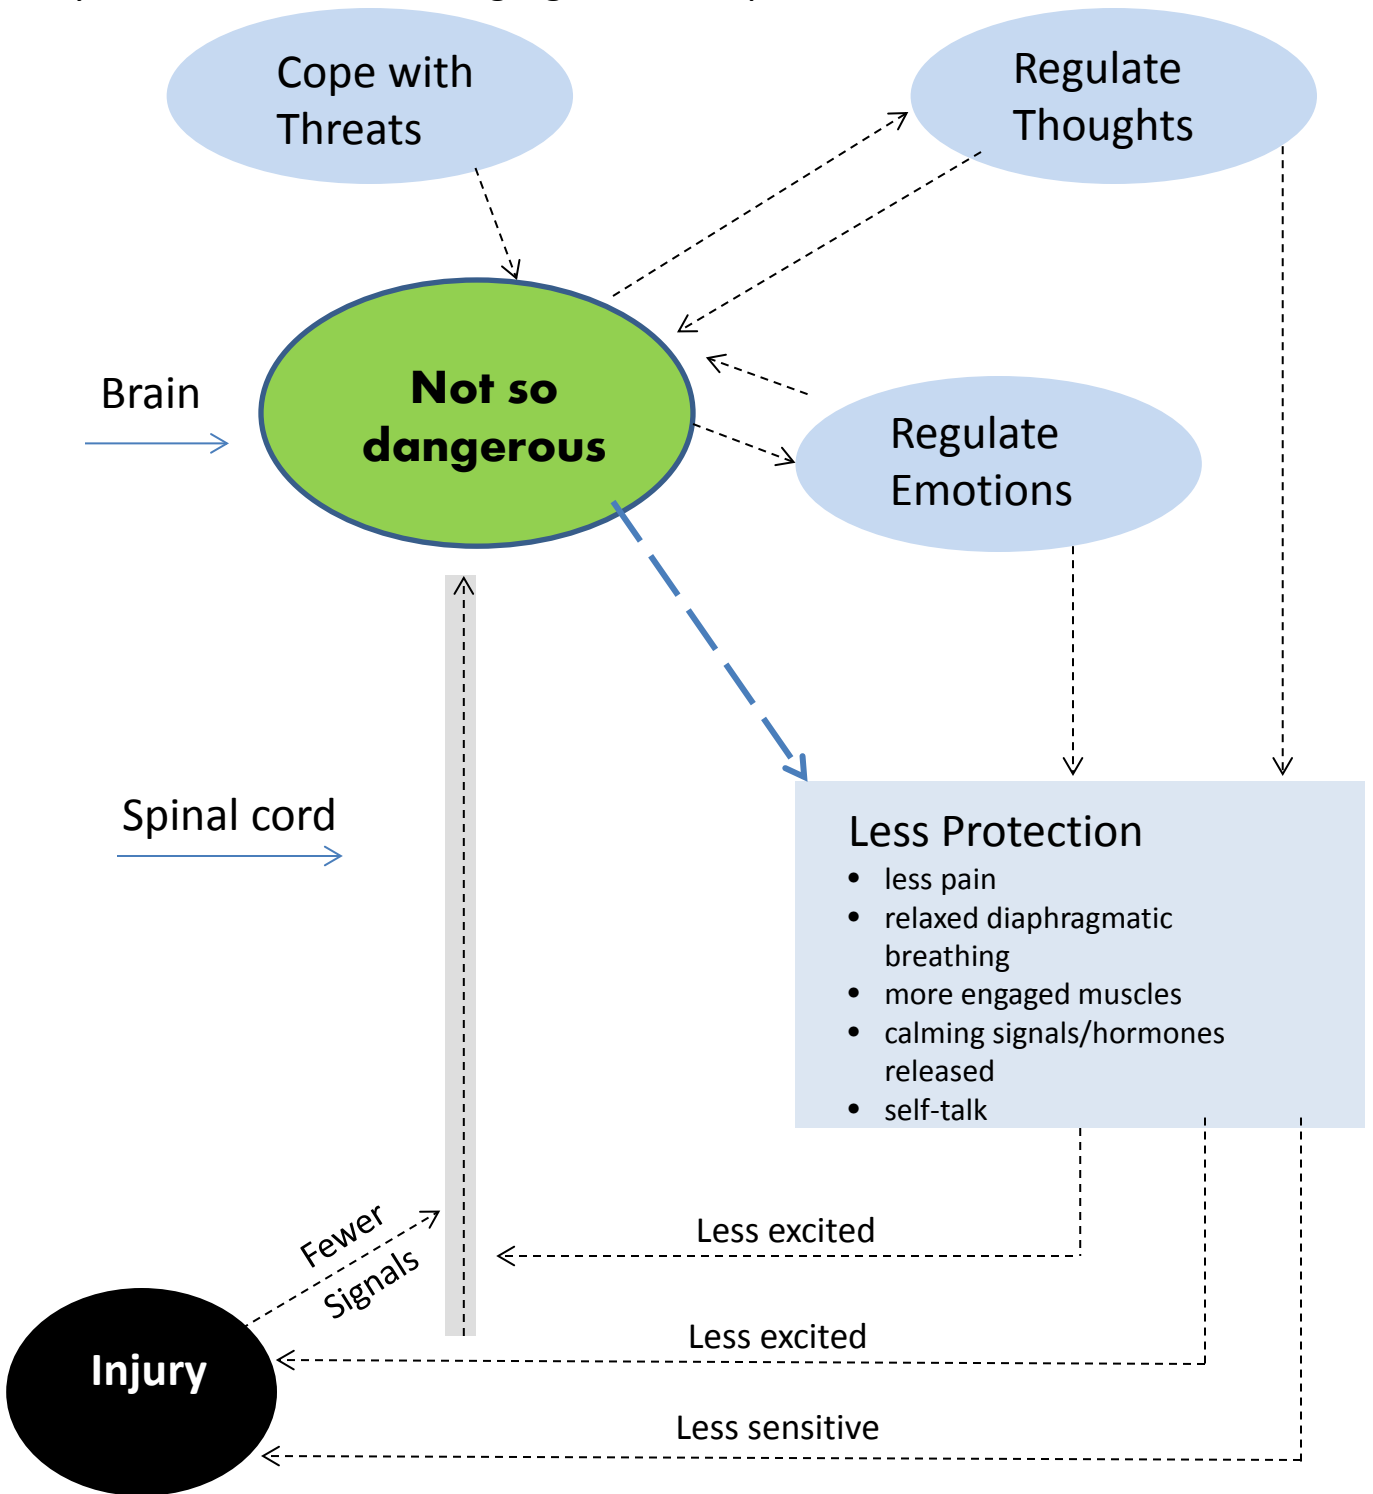 Cope with
Threats
Regulate
Thoughts
Brain
Not so
dangerous
Regulate
Emotions
Spinal cord
Less Protection
• less pain
• relaxed diaphragmatic
breathing
• more engaged muscles
• calming signals/hormones
released
• self-talk
Fewer
Signals
Less excited
Less excited
Injury
Less sensitive